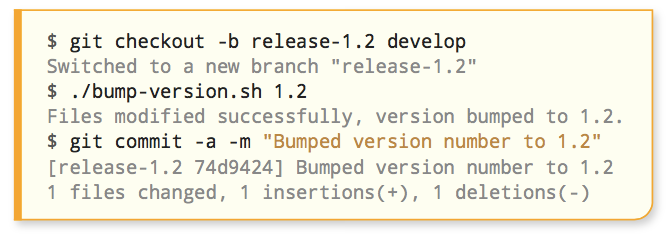 $ git checkout -b release-1.2 develop
Switched to a new branch "release-1.2"
$ ./bump-version.sh 1.2
Files modified successfully, version bumped to 1.2.
$ git commit -a -m "Bumped version number to 1.2"
[release-1.2 74d9424] Bumped version number to 1.2
1 files changed, 1 insertions(+), 1 deletions(-)